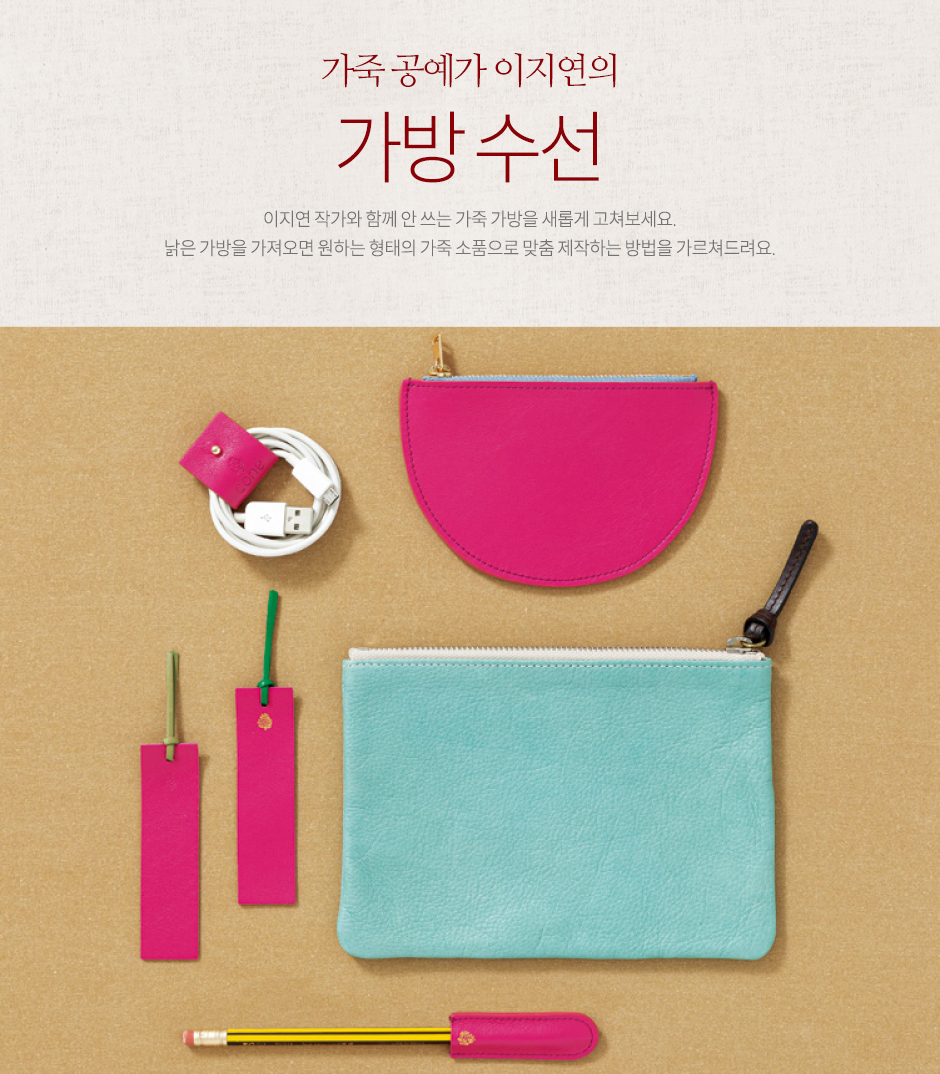 가죽 공예가 이지연의
가방 수선
이지연 작가와 함께 안 쓰는 가죽 가방을 새롭게 고쳐보세요.
낡은 가방을 가져오면 원하는 형태의 가죽 소품으로 맞춤 제작하는 방법을 가르쳐드려요.